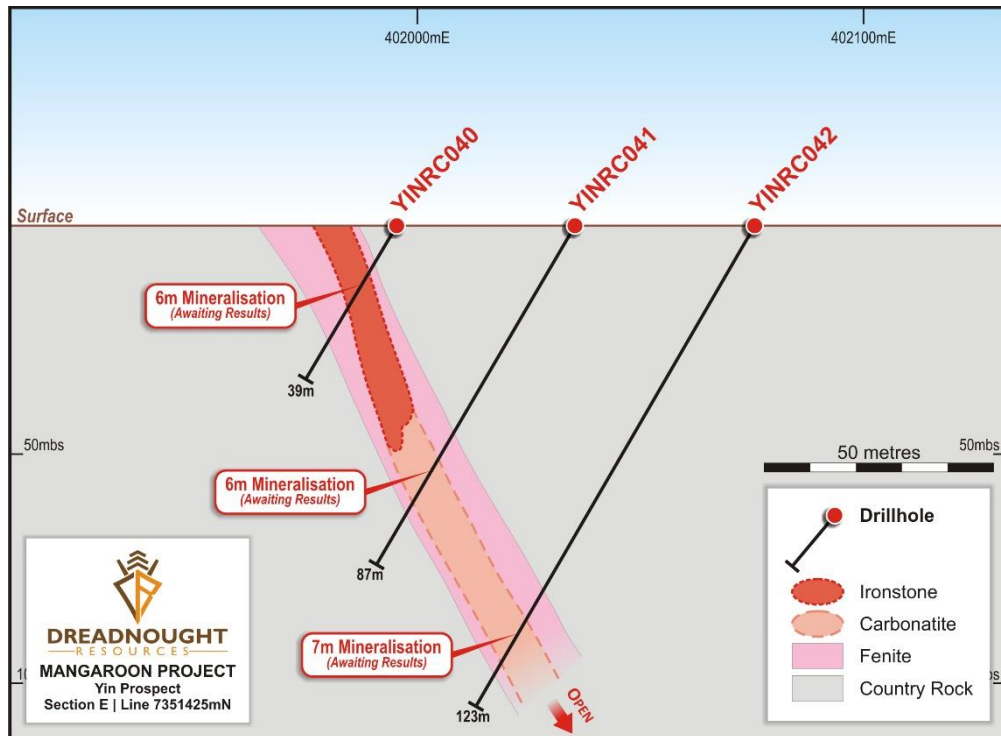 402000mE
402100mE
YINRC040
YINRC041
YINRC042
Surface
6m Mineralisation
(Awaiting Results)
39m
50mbs
50mbs
50 metres
6m Mineralisation
(Awaiting Results)
87m
Drillhole
Ironstone
Carbonatite
Fenite
Country Rock
7m Mineralisation
(Awaiting Results)
123m
OPEN
10
bs
DREADNOUGHT
RESOURCES
MANGAROON PROJECT
Yin Prospect
Section E | Line 7351425mN